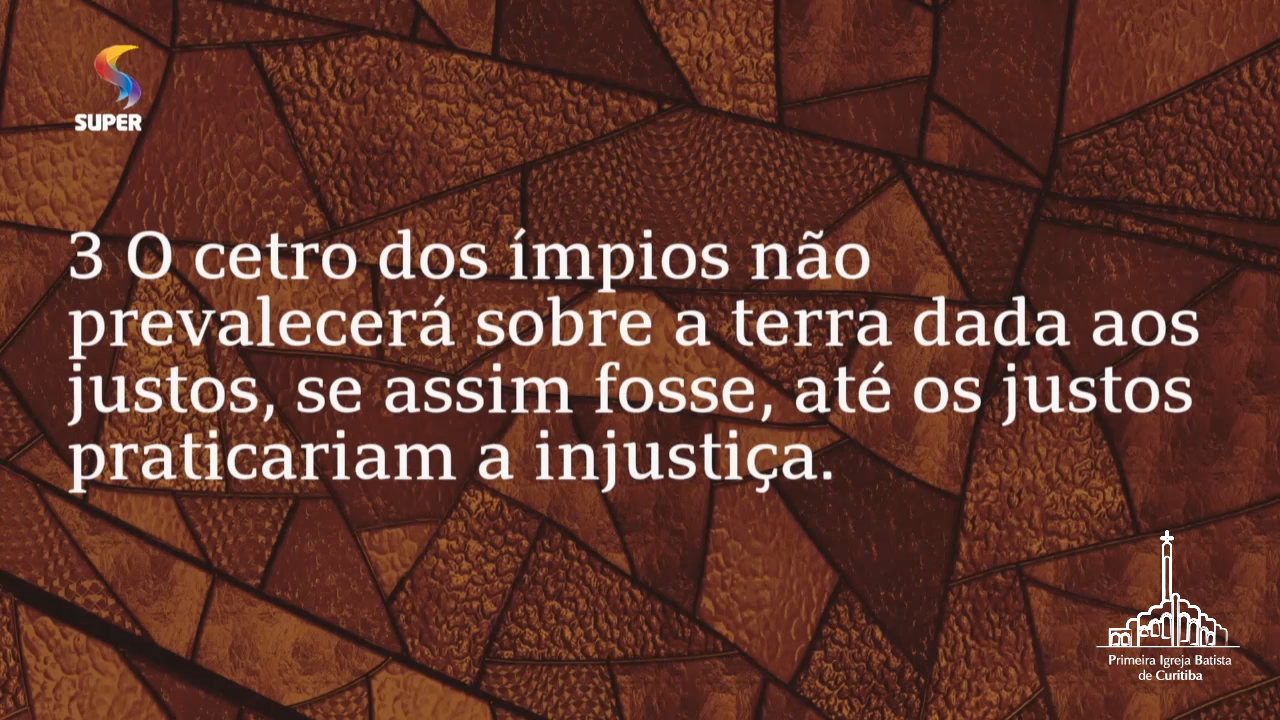 SUPER
3 O cetro dos ímpios não
prevalecerá sobre a terra dada aos
justos, se assim fosse, até os justos
praticariam a injustiça.
Primeira Igreja Batista
de Curitiba